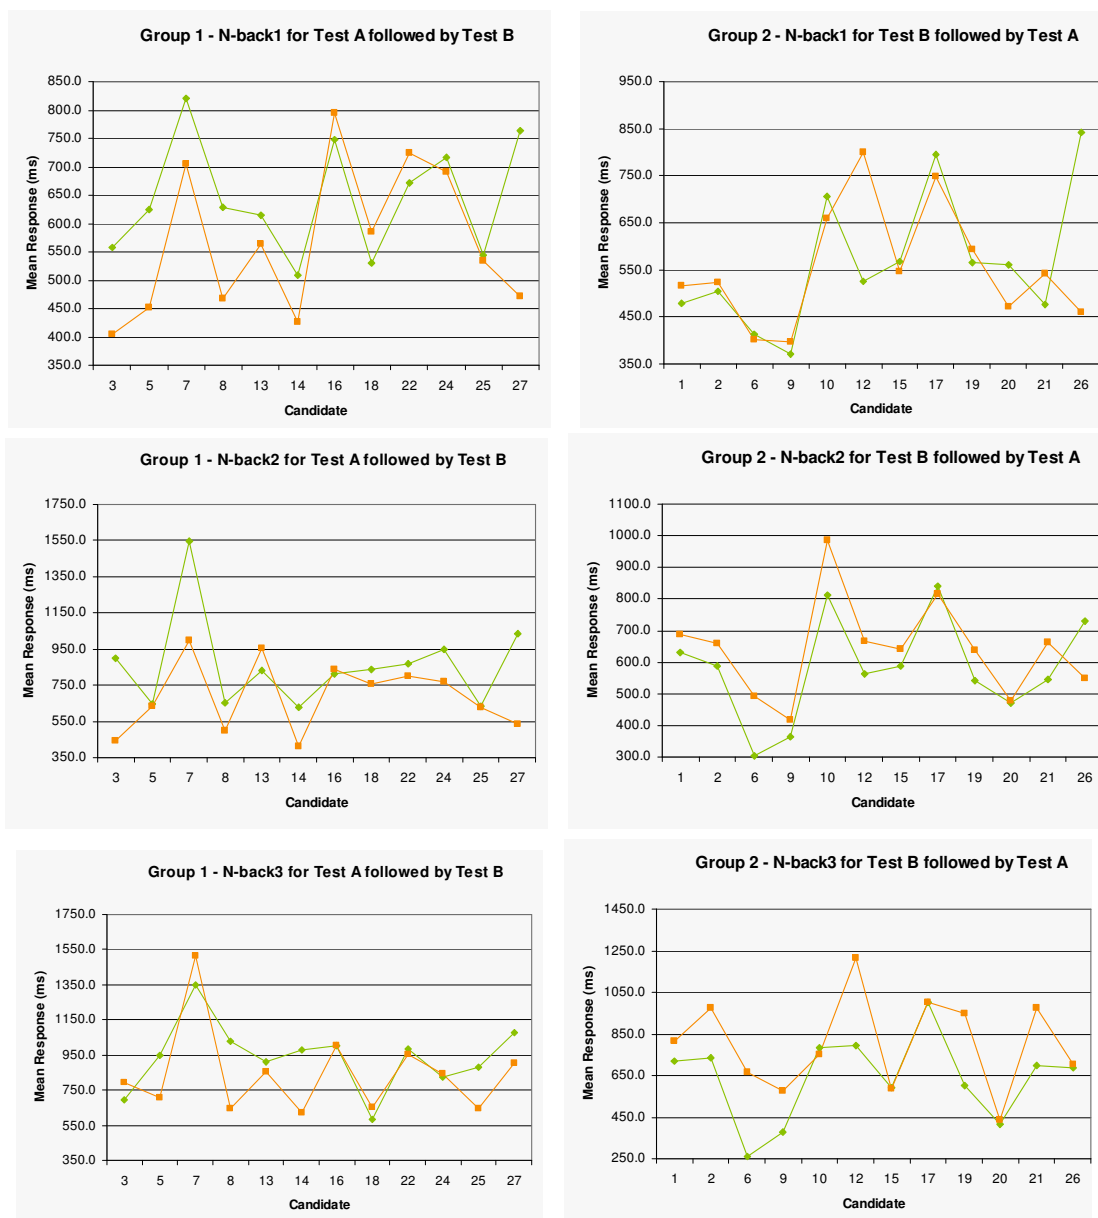 Group 1 - N-back1 for Test A followed by Test B
850.0
800.0
750.0
700.0
650.0
600.0
550.0
500.0
450.0
400.0
350.0
Mean Response (ms)
3 5 7 8 13 14 16 18 22 24 25 27
Candidate
Group 2 - N-back1 for Test B followed by Test A
950.0
850.0
750.0
650.0
550.0
450.0
350.0
Mean Response (ms)
1 2 6 9 10 12 15 17 19 20 21 26
Candidate
Group 1 - N-back2 for Test A followed by Test B
1750.0
1550.0
1350.0
1150.0
950.0
750.0
550.0
350.0
Mean Response (ms)
3 5 7 8 13 14 16 18 22 24 25 27
Candidate
Group 2 - N-back2 for Test B followed by Test A
1100.0
1000.0
900.0
800.0
700.0
600.0
500.0
400.0
300.0
Mean Response (ms)
1 2 6 9 10 12 15 17 19 20 21 26
Candidate
Group 1 - N-back3 for Test A followed by Test B
1750.0
1550.0
1350.0
1150.0
950.0
750.0
550.0
350.0
Mean Response (ms)
3 5 7 8 13 14 16 18 22 24 25 27
Candidate
Group 2 - N-back3 for Test B followed by Test A
1450.0
1250.0
1050.0
850.0
650.0
450.0
250.0
Mean Response (ms)
1 2 6 9 10 12 15 17 19 20 21 26
Candidate